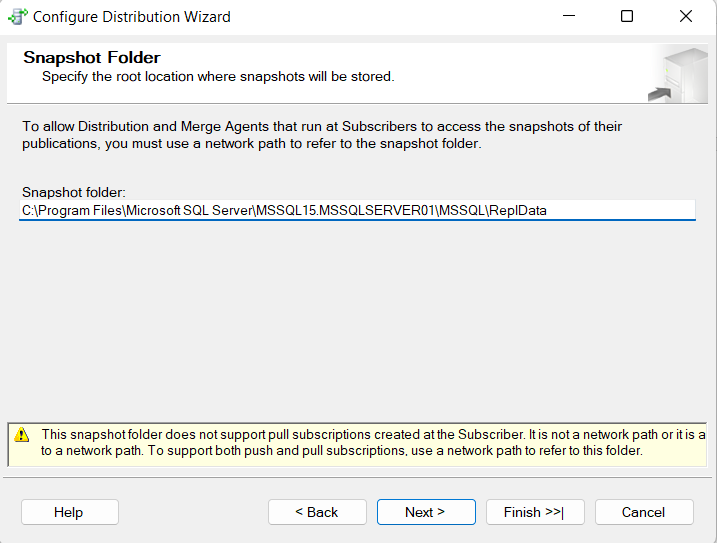 Configure Distribution Wizard
Snapshot Folder
Specify the root location where snapshots will be stored.
To allow Distribution and Merge Agents that run at Subscribers to access the snapshots of their
publications, you must use a network path to refer to the snapshot folder.
Snapshot folder:
C:\Program Files\Microsoft SQL Server\MSSQL15.MSSQLSERVER01\MSSQL\ReplData
This snapshot folder does not support pull subscriptions created at the Subscriber. It is not a network path or it is a
to a network path. To support both push and pull subscriptions, use a network path to refer to this folder.
Help
< Back
Next >
Finish >>|
Cancel